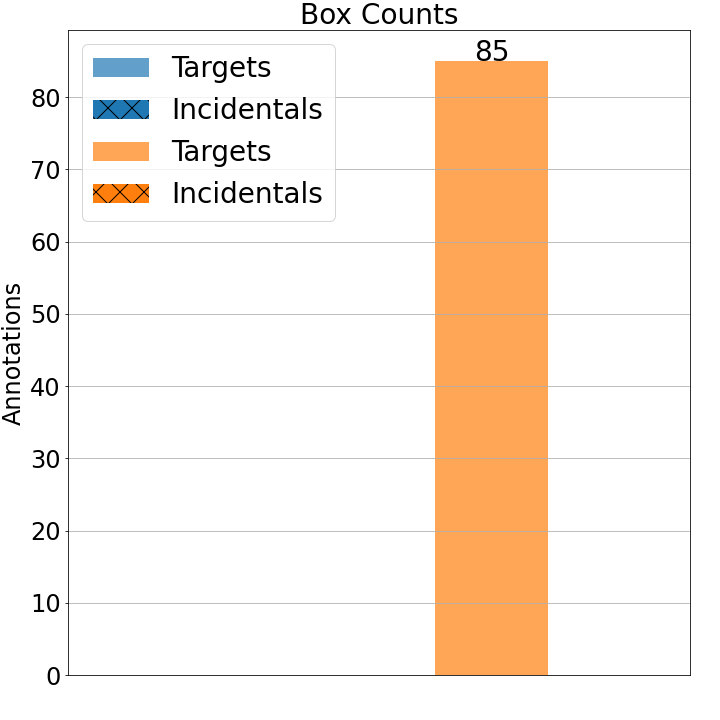 Box Counts
85
Targets
Incidentals
Targets
Incidentals
Annotations
80
70
60
50
40
30
20
10
0